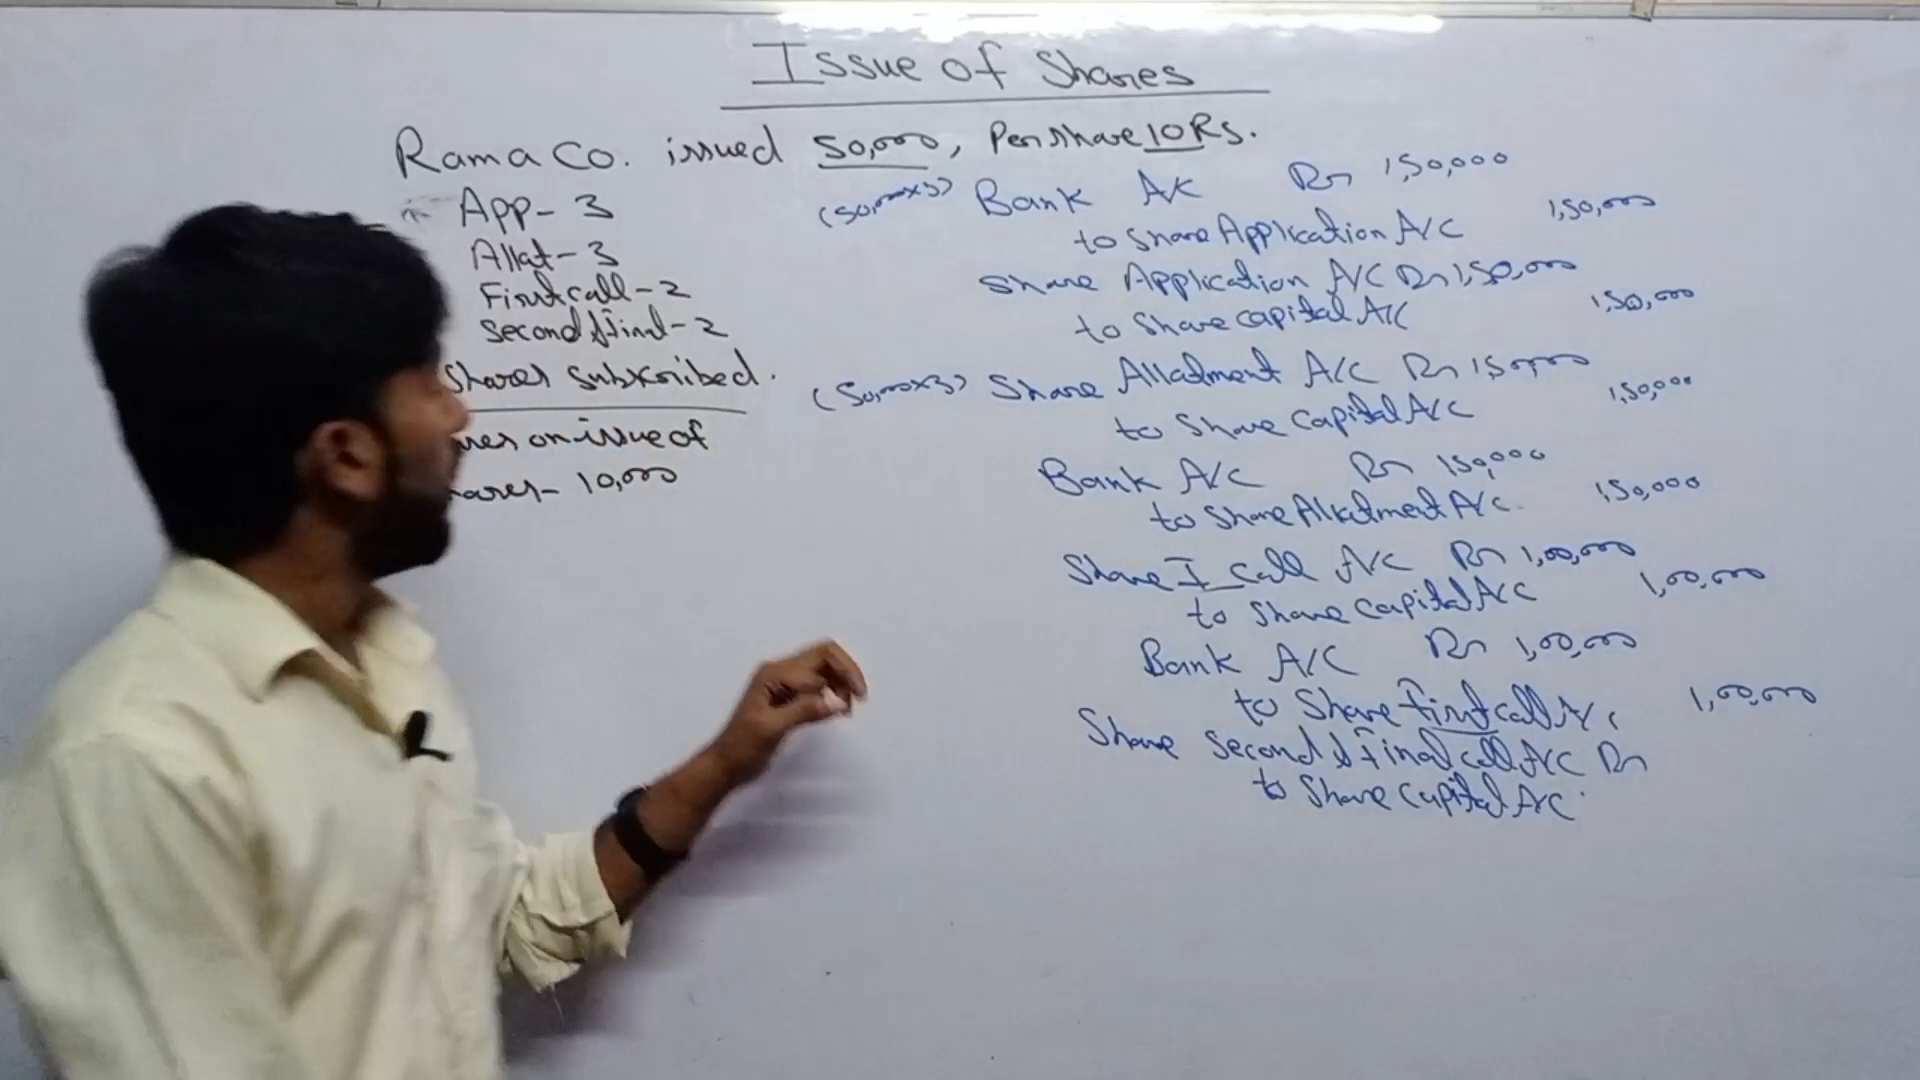 Issue of Shares
Rama Co. issued 50,000, Per share 10 Rs.
App- 3
Allot- 3
First call- 2
Second & Final- 2
Shares subscribed.
on issue of
10,000
(50,000x3) Bank A/c Dr 1,50,000
to Share Application A/C 1,50,000
Share Application A/C Dr 1,50,000
to Share capital A/C 1,50,000
(50,000x3) Share Allotment A/C Dr 1,50,000
to Share Capital A/C 1,50,000
Bank A/C Dr 1,50,000
to Share Allotment A/C. 1,50,000
Share I Call A/C Dr 1,00,000
to Share capital A/C 1,00,000
Bank A/C Dr 1,00,000
to Share First call A/c 1,00,000
Share Second & Final call A/C Dr
to Share capital A/C